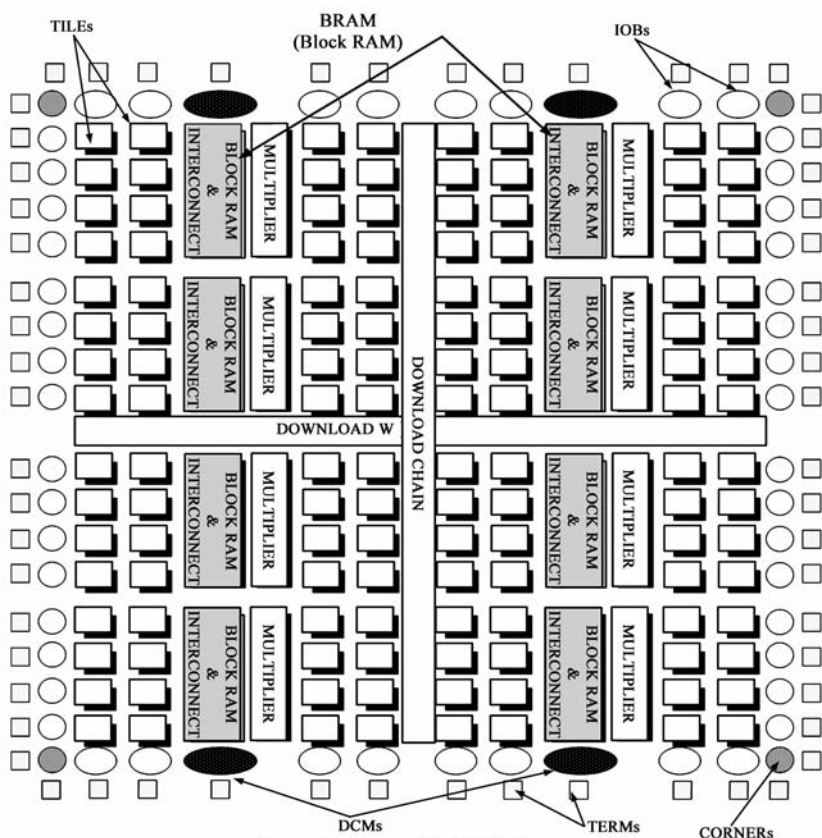 TILEs
BRAM
(Block RAM)
IOBs
BLOCK RAM
&
INTERCONNECT
MULTIPLIER
BLOCK RAM
&
INTERCONNECT
MULTIPLIER
BLOCK RAM
&
INTERCONNECT
MULTIPLIER
BLOCK RAM
&
INTERCONNECT
MULTIPLIER
DOWNLOAD W
DOWNLOAD CHAIN
BLOCK RAM
&
INTERCONNECT
MULTIPLIER
BLOCK RAM
&
INTERCONNECT
MULTIPLIER
BLOCK RAM
&
INTERCONNECT
MULTIPLIER
BLOCK RAM
&
INTERCONNECT
MULTIPLIER
DCMs
TERMs
CORNERs